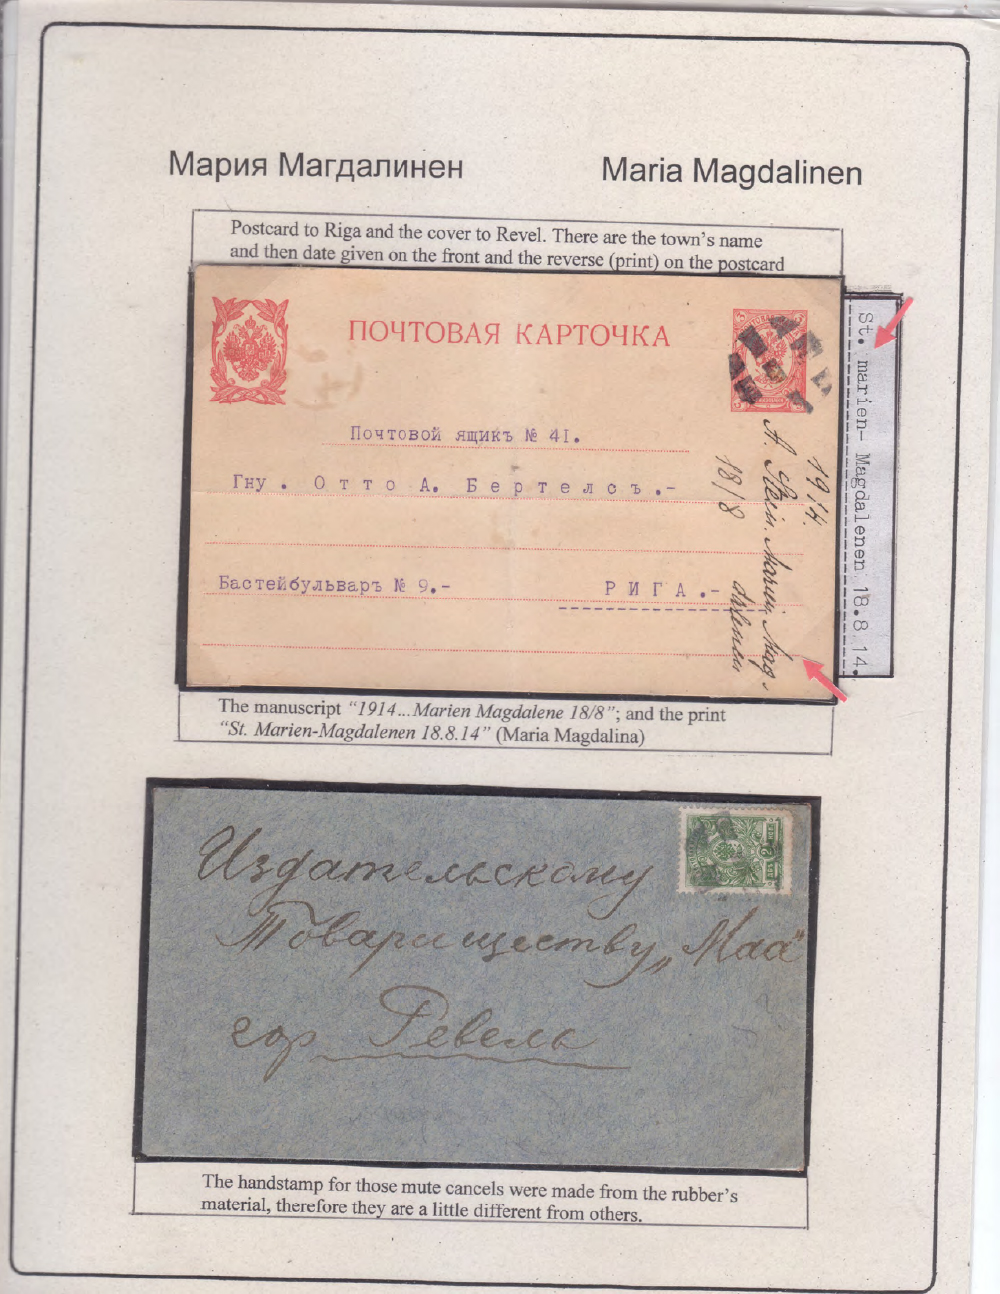 Мария Магдалинен
Maria Magdalinen
Postcard to Riga and the cover to Revel. There are the town's name
and then date given on the front and the reverse (print) on the postcard
ПОЧТОВАЯ КАРТОЧКА
Почтовой ящикъ № 4I.
Гну. Отто А. Бертелсъ.-
Бастейбульваръ № 9.-
РИГА.-
1914.
18/8
St. marien- Magdalenen 18.8 14.
The manuscript "1914...Marien Magdalene 18/8"; and the print
"St. Marien-Magdalenen 18.8.14" (Maria Magdalina)
Издательскому
Товариществу „Маа"
гор Ревель
The handstamp for those mute cancels were made from the rubber's
material, therefore they are a little different from others.